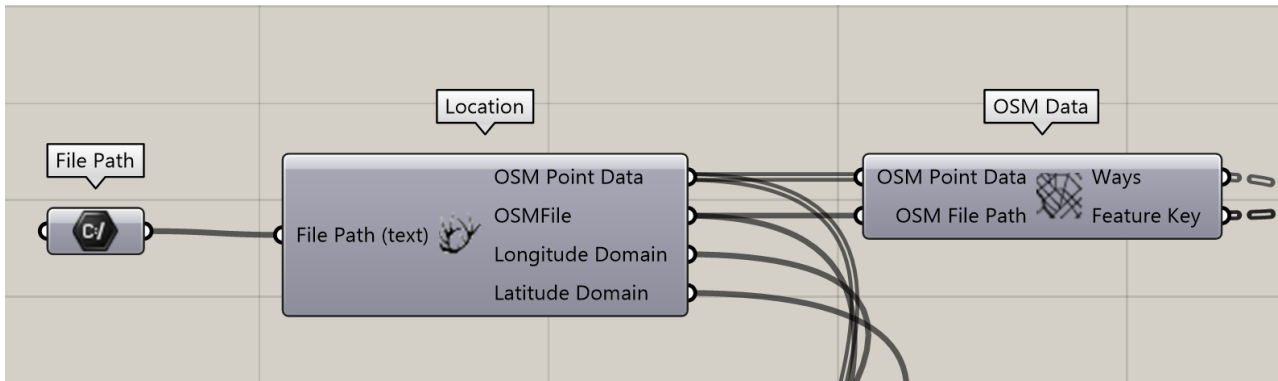 File Path
C:/
Location
File Path (text)
OSM Point Data
OSMFile
Longitude Domain
Latitude Domain
OSM Data
OSM Point Data
OSM File Path
Ways
Feature Key